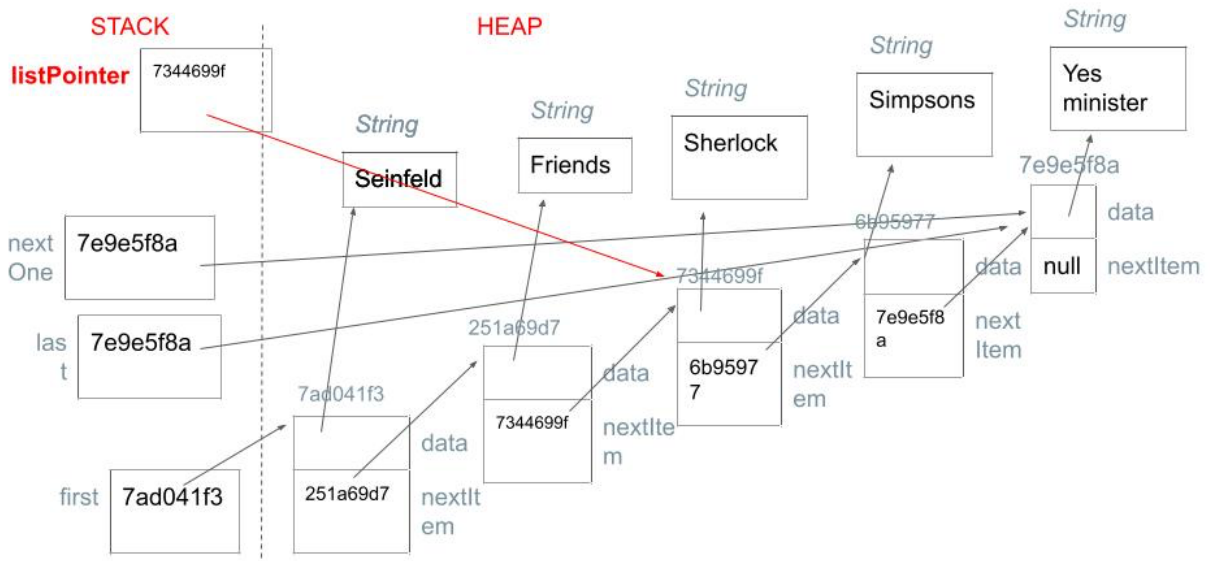 STACK
HEAP
listPointer
7344699f
String
Seinfeld
String
Friends
String
Sherlock
String
Simpsons
String
Yes
minister
next
One
7e9e5f8a
las
t
7e9e5f8a
first
7ad041f3
7ad041f3
data
251a69d7
nextIt
em
251a69d7
data
7344699f
nextIte
m
7344699f
data
6b9597
7
nextIt
em
6b95977
data
7e9e5f8
a
next
Item
7e9e5f8a
data
null
nextItem